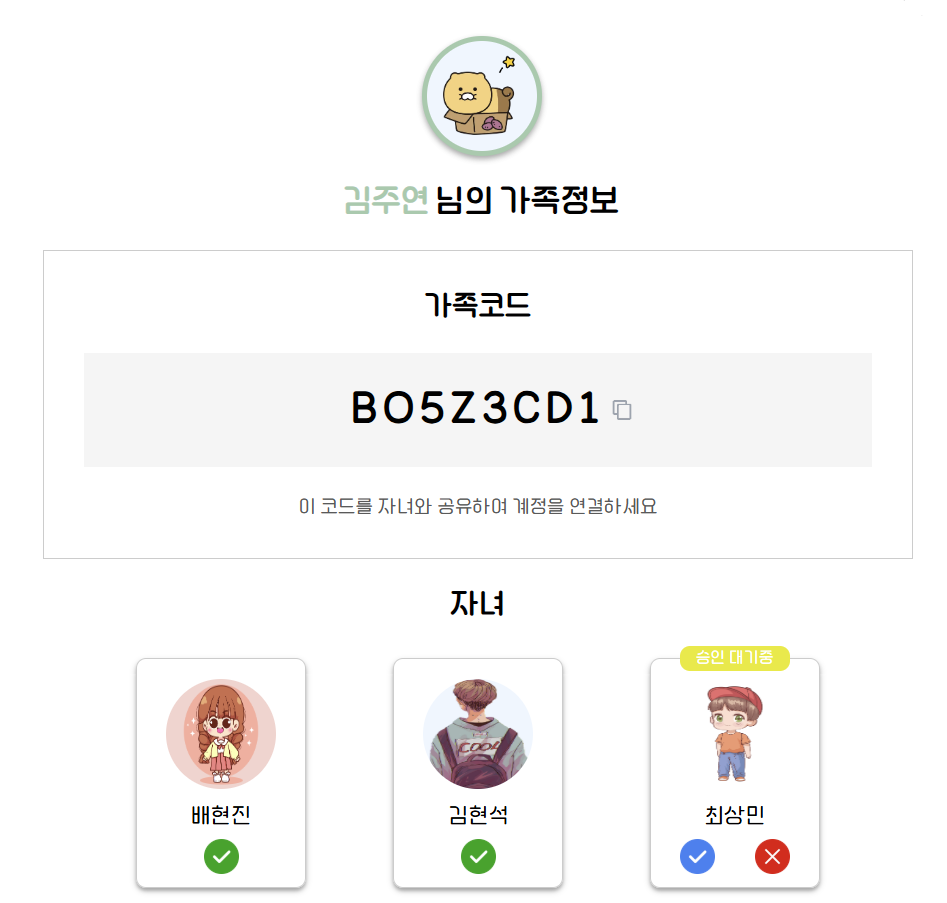 김주연 님의 가족정보
가족코드
BO5Z3CD1
이 코드를 자녀와 공유하여 계정을 연결하세요
자녀
승인 대기중
COOL
배현진
김현석
최상민